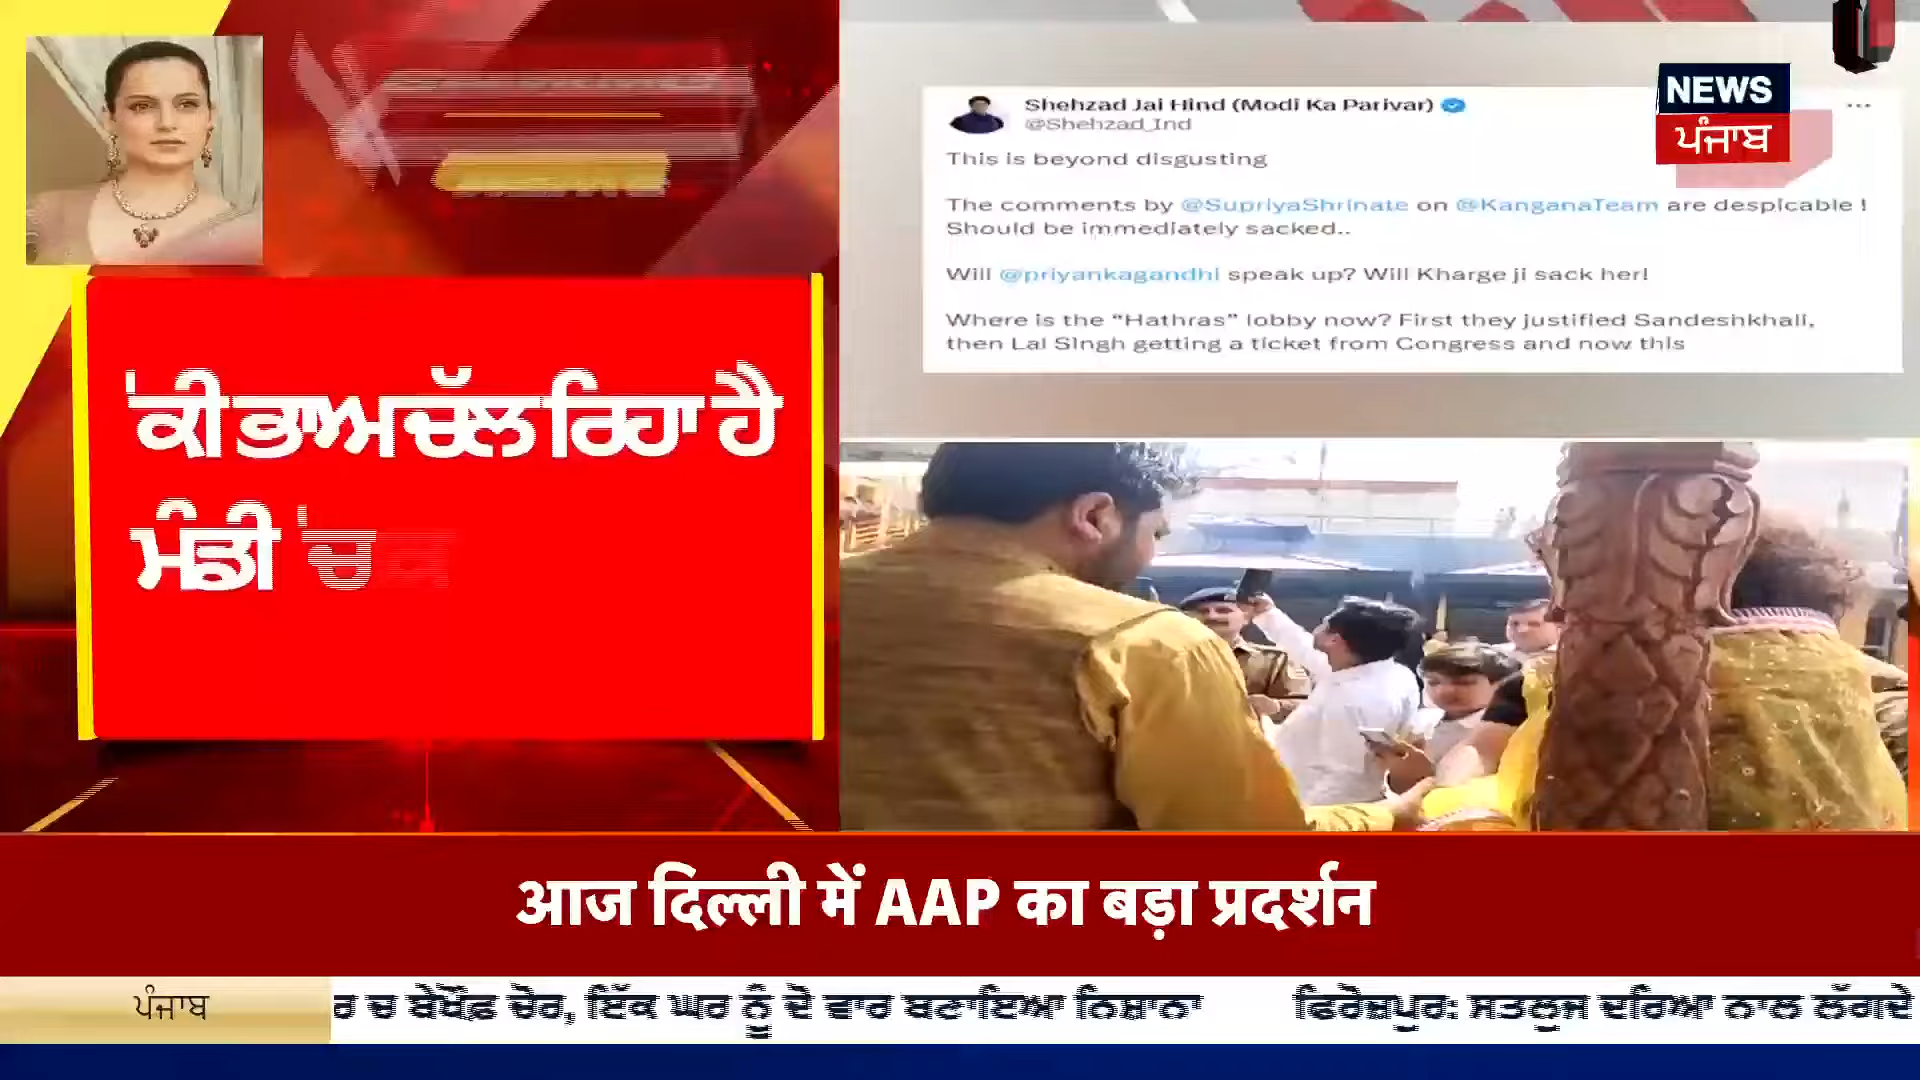 Shehzad Jai Hind (Modi Ka Parivar)
@Shehzad_Ind
This is beyond disgusting
The comments by @SupriyaShrinate on @KanganaTeam are despicable !
Should be immediately sacked..
Will @priyankagandhi speak up? Will Kharge ji sack her!
Where is the “Hathras” lobby now? First they justified Sandeshkhali,
then Lal Singh getting a ticket from Congress and now this
NEWS
ਪੰਜਾਬ
'ਕੀ ਭਾਅ ਚੱਲ ਰਿਹਾ ਹੈ
ਮੰਡੀ 'ਚ
आज दिल्ली में AAP का बड़ा प्रदर्शन
ਪੰਜਾਬ
ਰ ਚ ਬੇਖੌਫ਼ ਚੋਰ, ਇੱਕ ਘਰ ਨੂੰ ਦੋ ਵਾਰ ਬਣਾਇਆ ਨਿਸ਼ਾਨਾ
ਫਿਰੋਜ਼ਪੁਰ: ਸਤਲੁਜ ਦਰਿਆ ਨਾਲ ਲੱਗਦੇ